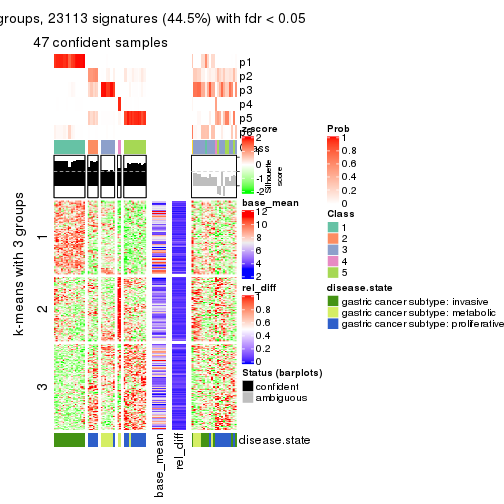 groups, 23113 signatures (44.5%) with fdr < 0.05
47 confident samples
p1
p2
p3
p4
p5
p6
Class
z-score
2
1
0
-1
-2
Silhouette
score
k-means with 3 groups
1
2
3
base_mean
12
10
8
6
4
2
rel_diff
1
0.8
0.6
0.4
0.2
0
Status (barplots)
confident
ambiguous
Prob
1
0.8
0.6
0.4
0.2
0
Class
1
2
3
4
5
disease.state
gastric cancer subtype: invasive
gastric cancer subtype: metabolic
gastric cancer subtype: proliferative
disease.state
base_mean
rel_diff